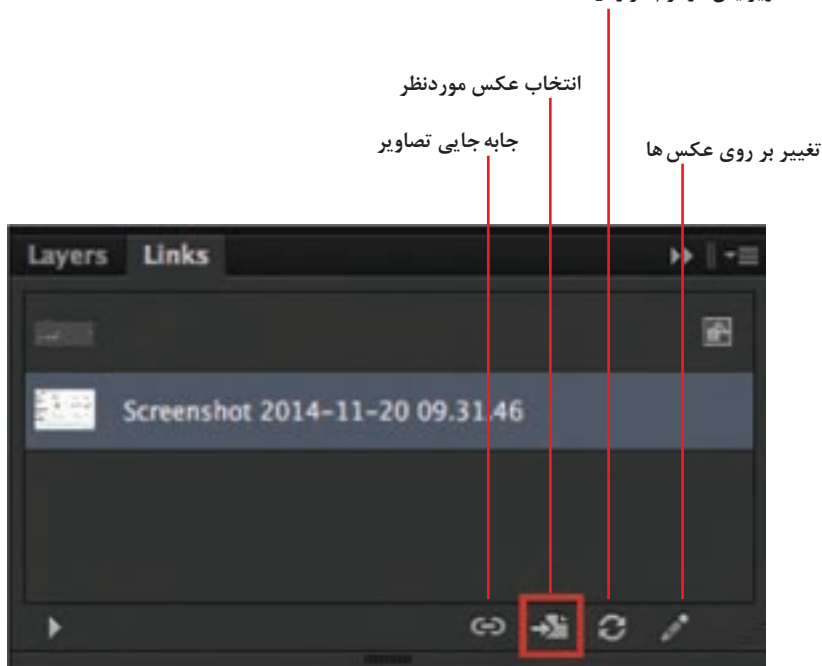 انتخاب عکس موردنظر
جابه جایی تصاویر
تغییر بر روی عکس ها
Layers Links
Screenshot 2014-11-20 09.31.46